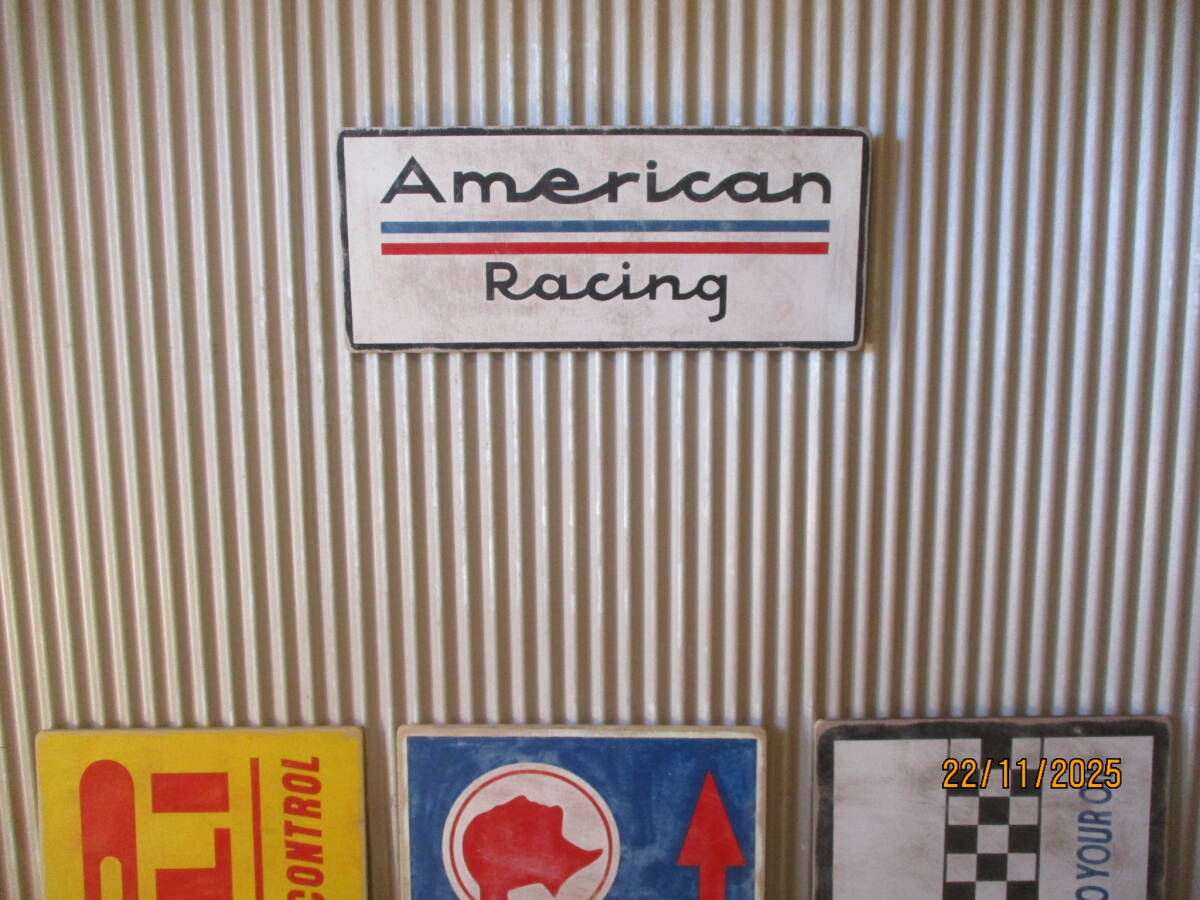 American
Racing
P
LI
CONTROL
22/11/2025
O YOUR O